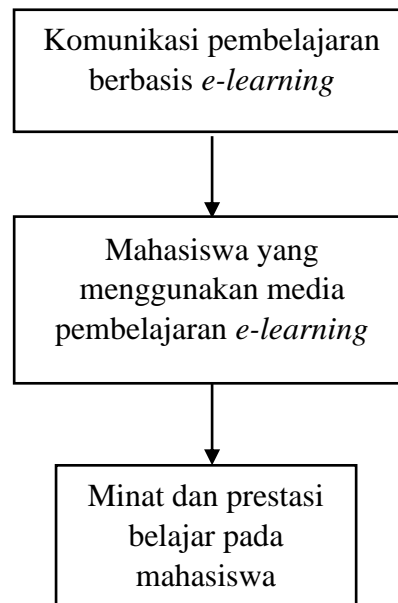 Komunikasi pembelajaran
berbasis e-learning
Mahasiswa yang
menggunakan media
pembelajaran e-learning
Minat dan prestasi
belajar pada
mahasiswa